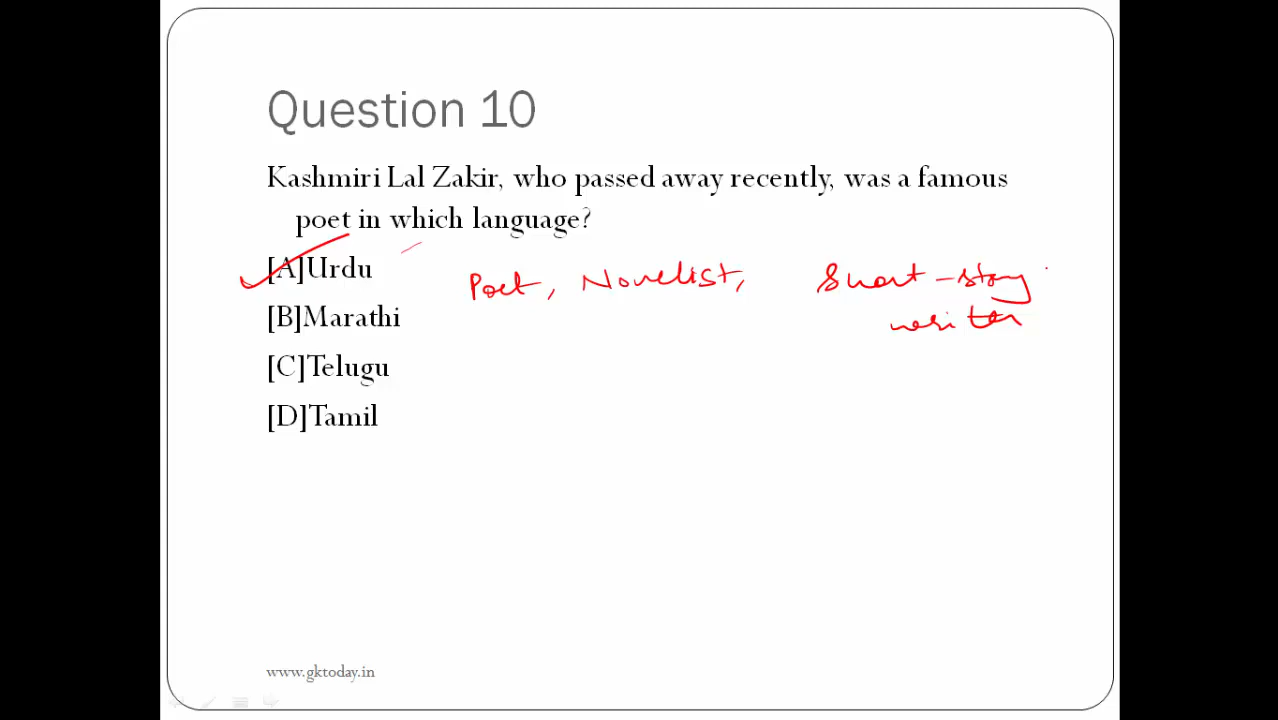 Question 10
Kashmiri Lal Zakir, who passed away recently, was a famous
poet in which language?
[A]Urdu
Poet, Novelist, Short-story
writer
[B]Marathi
[C]Telugu
[D]Tamil
www.gktoday.in